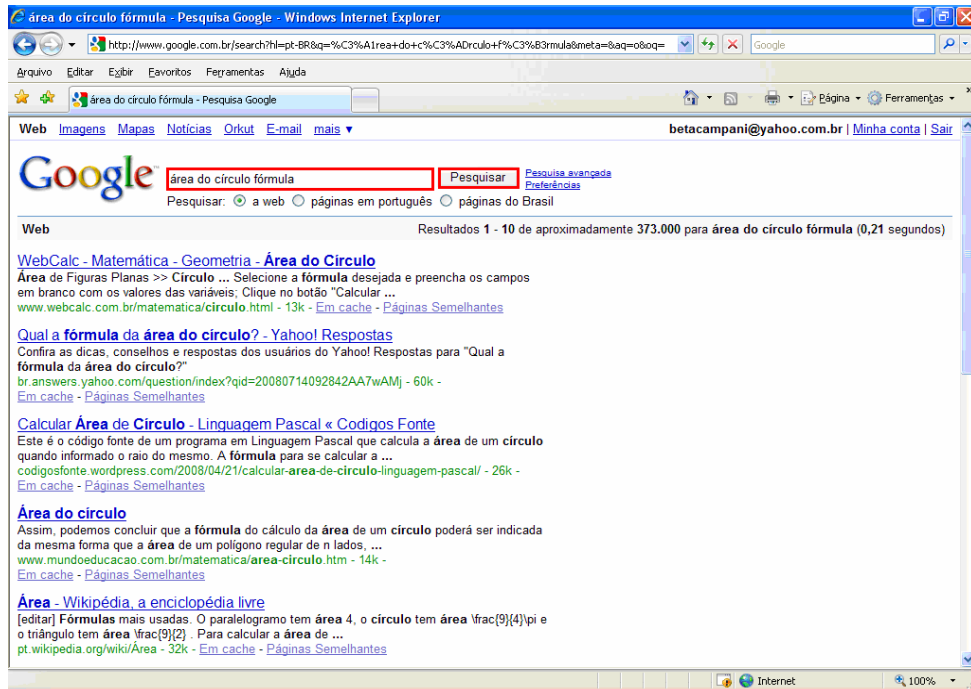 área do círculo fórmula - Pesquisa Google - Windows Internet Explorer
http://www.google.com.br/search?hl=pt-BR&q=%C3%A1rea+do+c%C3%ADrculo+f%C3%B3rmula&meta=&aq=o&oq= Google
Arquivo Editar Exibir Favoritos Ferramentas Ajuda
área do círculo fórmula - Pesquisa Google Página Ferramentas
Web Imagens Mapas Notícias Orkut E-mail mais ▼ betacampani@yahoo.com.br | Minha conta | Sair
Google área do círculo fórmula Pesquisar Pesquisa avançada
Preferências
Pesquisar: a web páginas em português páginas do Brasil
Web Resultados 1 - 10 de aproximadamente 373.000 para área do círculo fórmula (0,21 segundos)
WebCalc - Matemática - Geometria - Área do Círculo
Área de Figuras Planas >> Círculo ... Selecione a fórmula desejada e preencha os campos
em branco com os valores das variáveis; Clique no botão "Calcular ...
www.webcalc.com.br/matematica/circulo.html - 13k - Em cache - Páginas Semelhantes
Qual a fórmula da área do círculo? - Yahoo! Respostas
Confira as dicas, conselhos e respostas dos usuários do Yahoo! Respostas para "Qual a
fórmula da área do círculo?"
br.answers.yahoo.com/question/index?qid=20080714092842AA7wAMj - 60k -
Em cache - Páginas Semelhantes
Calcular Área de Círculo - Linguagem Pascal « Codigos Fonte
Este é o código fonte de um programa em Linguagem Pascal que calcula a área de um círculo
quando informado o raio do mesmo. A fórmula para se calcular a ...
codigosfonte.wordpress.com/2008/04/21/calcular-area-de-circulo-linguagem-pascal/ - 26k -
Em cache - Páginas Semelhantes
Área do círculo
Assim, podemos concluir que a fórmula do cálculo da área de um círculo poderá ser indicada
da mesma forma que a área de um polígono regular de n lados, ...
www.mundoeducacao.com.br/matematica/area-circulo.htm - 14k -
Em cache - Páginas Semelhantes
Área - Wikipédia, a enciclopédia livre
[editar] Fórmulas mais usadas. O paralelogramo tem área 4, o círculo tem área \frac{9}{4}\pi e
o triângulo tem área \frac{9}{2} . Para calcular a área de ...
pt.wikipedia.org/wiki/Área - 32k - Em cache - Páginas Semelhantes
Internet 100%